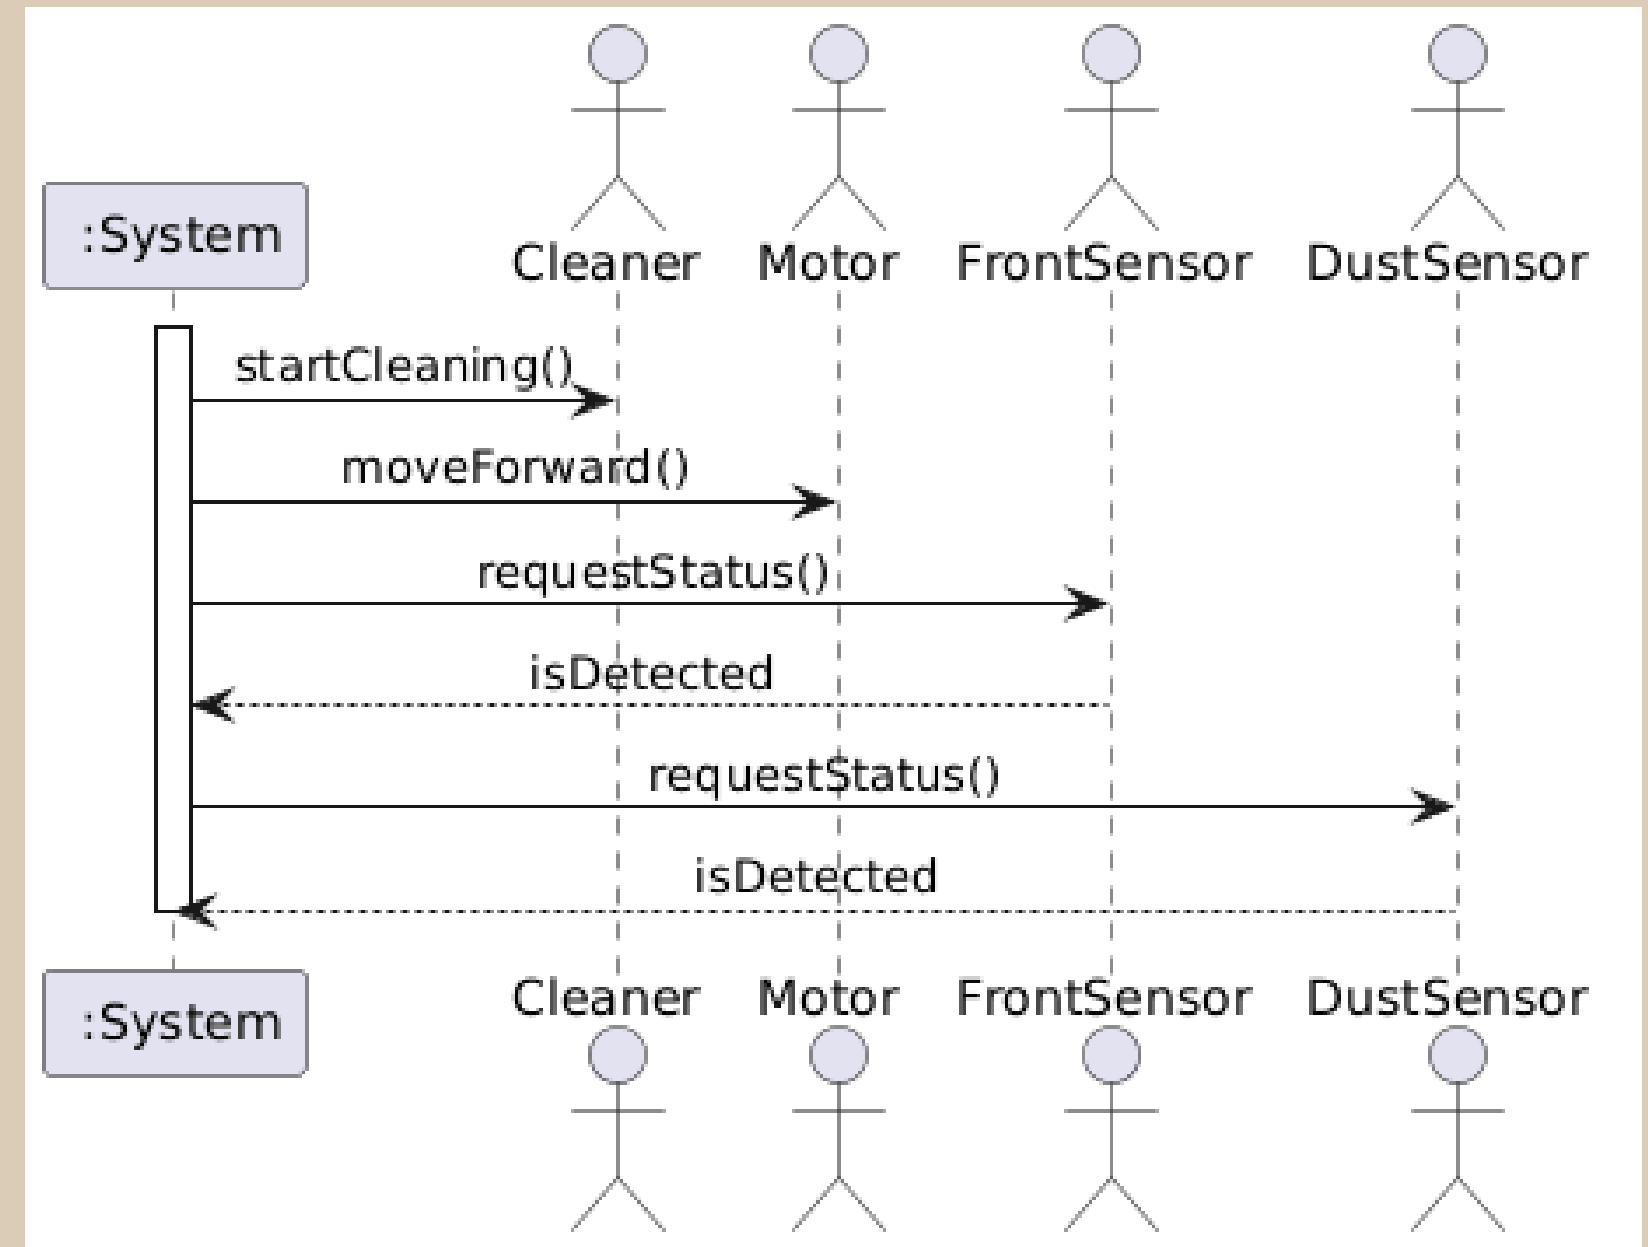 :System
Cleaner
Motor
FrontSensor
DustSensor
startCleaning()
moveForward()
requestStatus()
isDetected
requestStatus()
isDetected
:System
Cleaner
Motor
FrontSensor
DustSensor